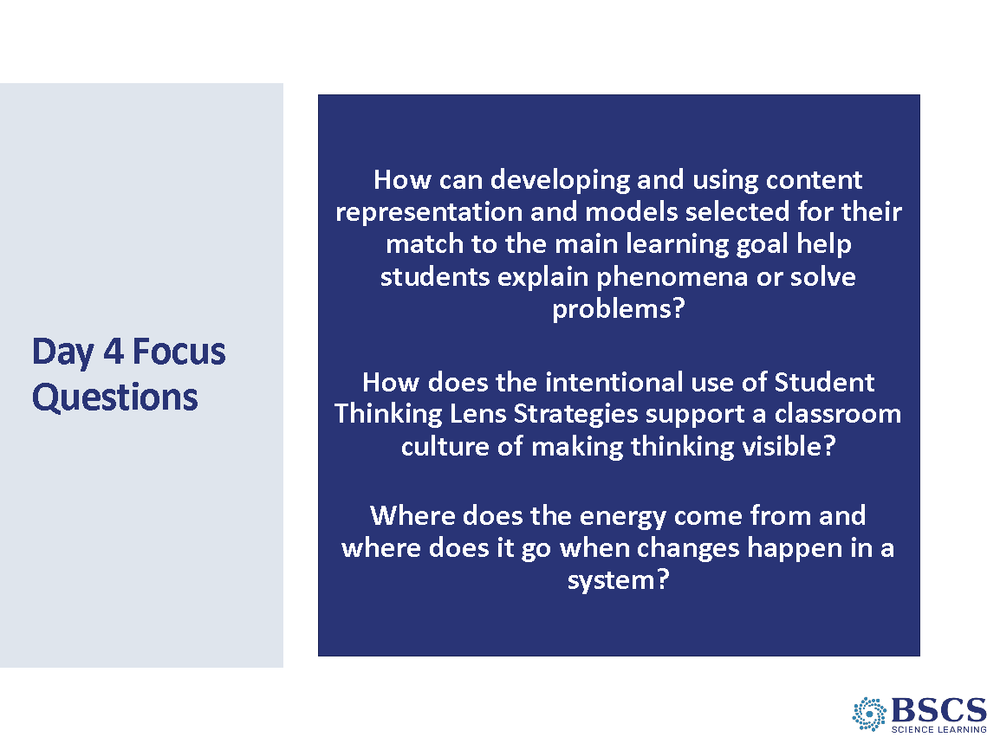 Day 4 Focus
Questions
How can developing and using content
representation and models selected for their
match to the main learning goal help
students explain phenomena or solve
problems?
How does the intentional use of Student
Thinking Lens Strategies support a classroom
culture of making thinking visible?
Where does the energy come from and
where does it go when changes happen in a
system?
BSCS
SCIENCE LEARNING